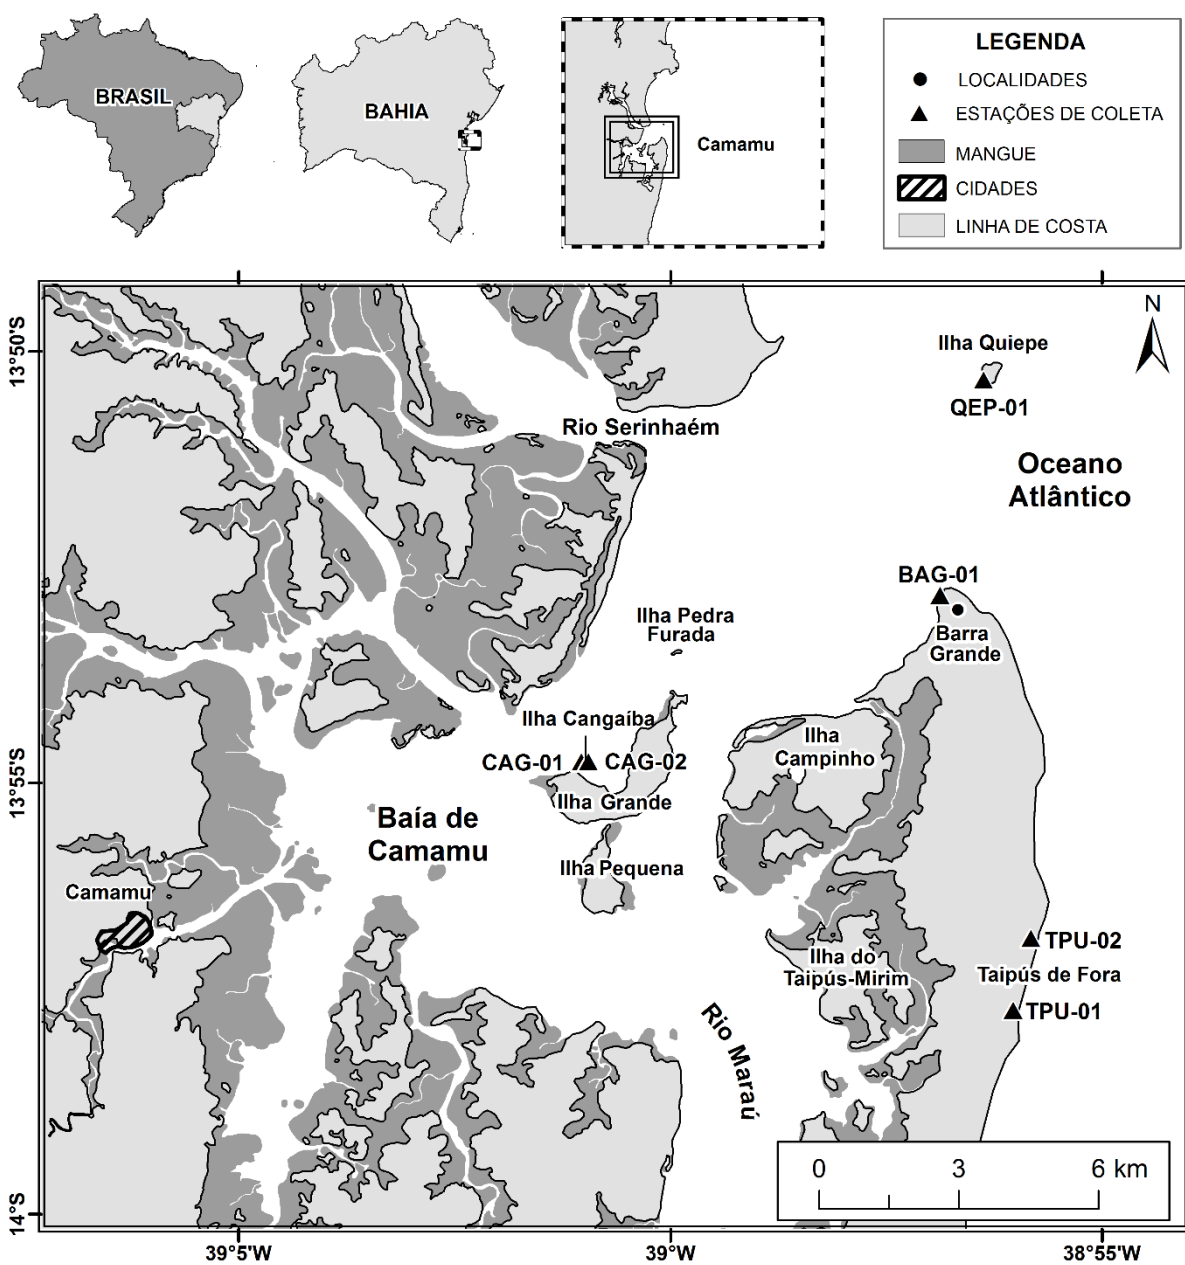 BRASIL
BAHIA
Camamu
LEGENDA
LOCALIDADES
ESTAÇÕES DE COLETA
MANGUE
CIDADES
LINHA DE COSTA
N
13°50'S
Ilha Quiepe
QEP-01
Rio Serinhaém
Oceano
Atlântico
BAG-01
Barra
Grande
Ilha Pedra
Furada
Ilha Cangaíba
CAG-01
CAG-02
Ilha
Campinho
13°55'S
Ilha Grande
Baía de
Camamu
Ilha Pequena
Camamu
TPU-02
Ilha do
Taipús-Mirim
Taipús de Fora
TPU-01
Rio Maraú
0
3
6 km
14°S
39°5'W
39°W
38°55'W